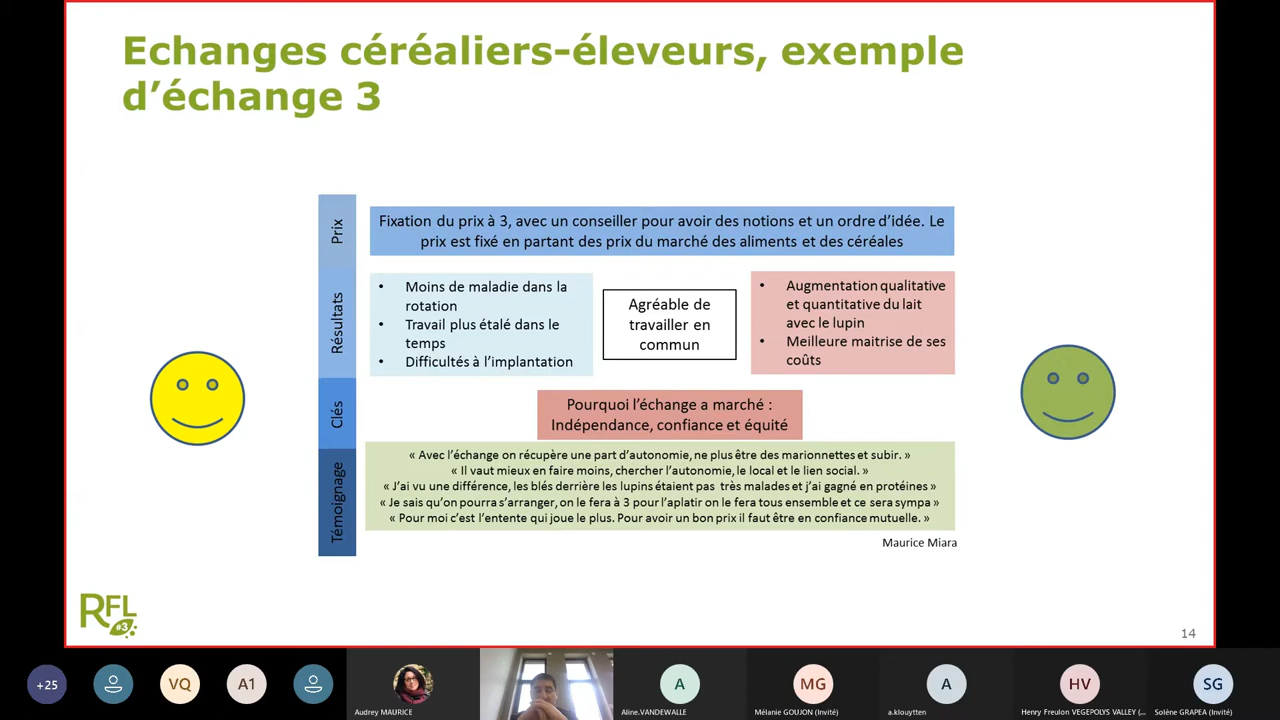 Echanges céréaliers-éleveurs, exemple
d’échange 3
Prix
Fixation du prix à 3, avec un conseiller pour avoir des notions et un ordre d’idée. Le
prix est fixé en partant des prix du marché des aliments et des céréales
Résultats
• Moins de maladie dans la
rotation
• Travail plus étalé dans le
temps
• Difficultés à l’implantation
Agréable de
travailler en
commun
• Augmentation qualitative
et quantitative du lait
avec le lupin
• Meilleure maitrise de ses
coûts
Clés
Pourquoi l’échange a marché :
Indépendance, confiance et équité
Témoignage
« Avec l’échange on récupère une part d’autonomie, ne plus être des marionnettes et subir. »
« Il vaut mieux en faire moins, chercher l’autonomie, le local et le lien social. »
« J’ai vu une différence, les blés derrière les lupins étaient pas très malades et j’ai gagné en protéines »
« Je sais qu’on pourra s’arranger, on le fera à 3 pour l’aplatir on le fera tous ensemble et ce sera sympa »
« Pour moi c’est l’entente qui joue le plus. Pour avoir un bon prix il faut être en confiance mutuelle. »
Maurice Miara
RFL
#3
14
+25
VQ
A1
Audrey MAURICE
A
Aline.VANDEWALLE
MG
Mélanie GOUJON (Invité)
A
a.klouytten
HV
Henry Freulon VEGEPOLYS VALLEY (...
SG
Solène GRAPEA (Invité)